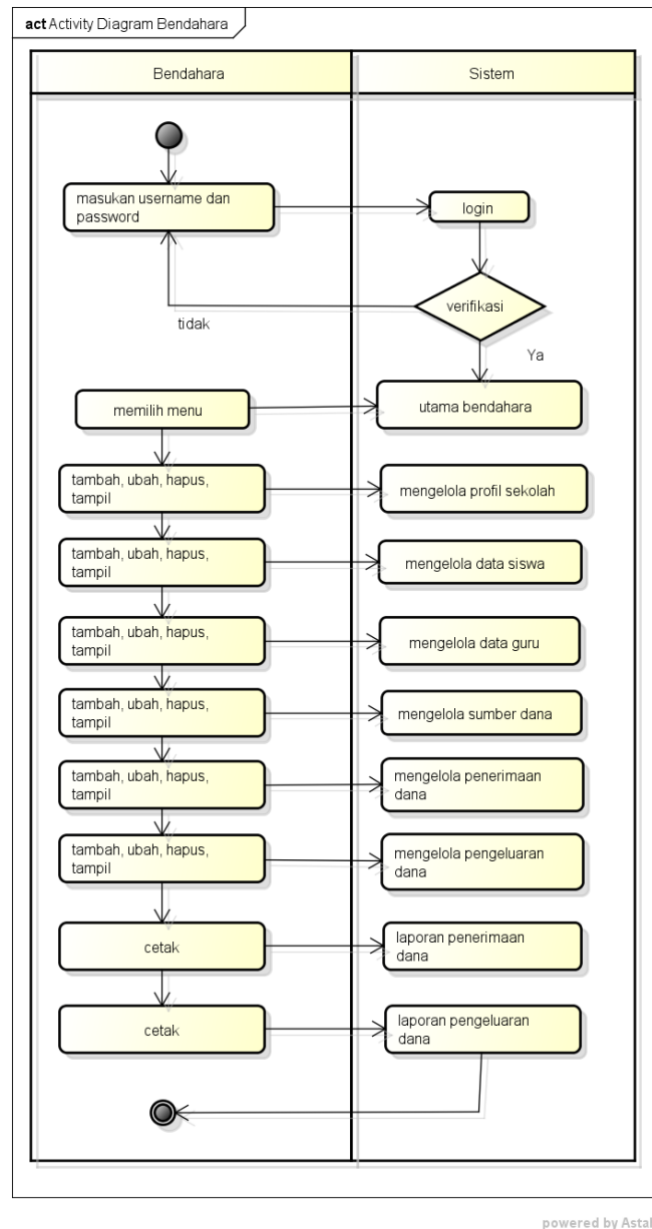 act Activity Diagram Bendahara
Bendahara
Sistem
masukan username dan
password
login
verifikasi
tidak
Ya
memilih menu
utama bendahara
tambah, ubah, hapus,
tampil
mengelola profil sekolah
tambah, ubah, hapus,
tampil
mengelola data siswa
tambah, ubah, hapus,
tampil
mengelola data guru
tambah, ubah, hapus,
tampil
mengelola sumber dana
tambah, ubah, hapus,
tampil
mengelola penerimaan
dana
tambah, ubah, hapus,
tampil
mengelola pengeluaran
dana
cetak
laporan penerimaan
dana
cetak
laporan pengeluaran
dana
powered by Astah